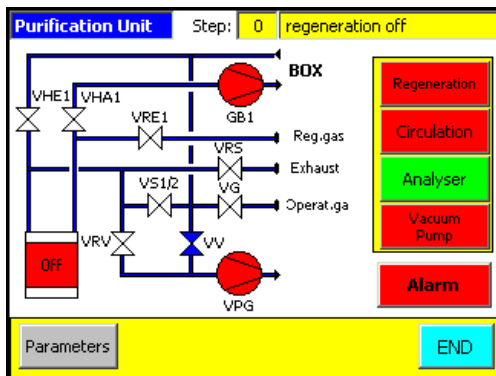 Purification Unit Step: 0 regeneration off
BOX
VHE1 VHA1
GB1
Regeneration
VRE1
Reg.gas
Circulation
VRS
Exhaust
VS1/2 VG
Operat.ga
Analyser
VRV VV
Vacuum
Pump
OFF
VPG
Alarm
Parameters
END